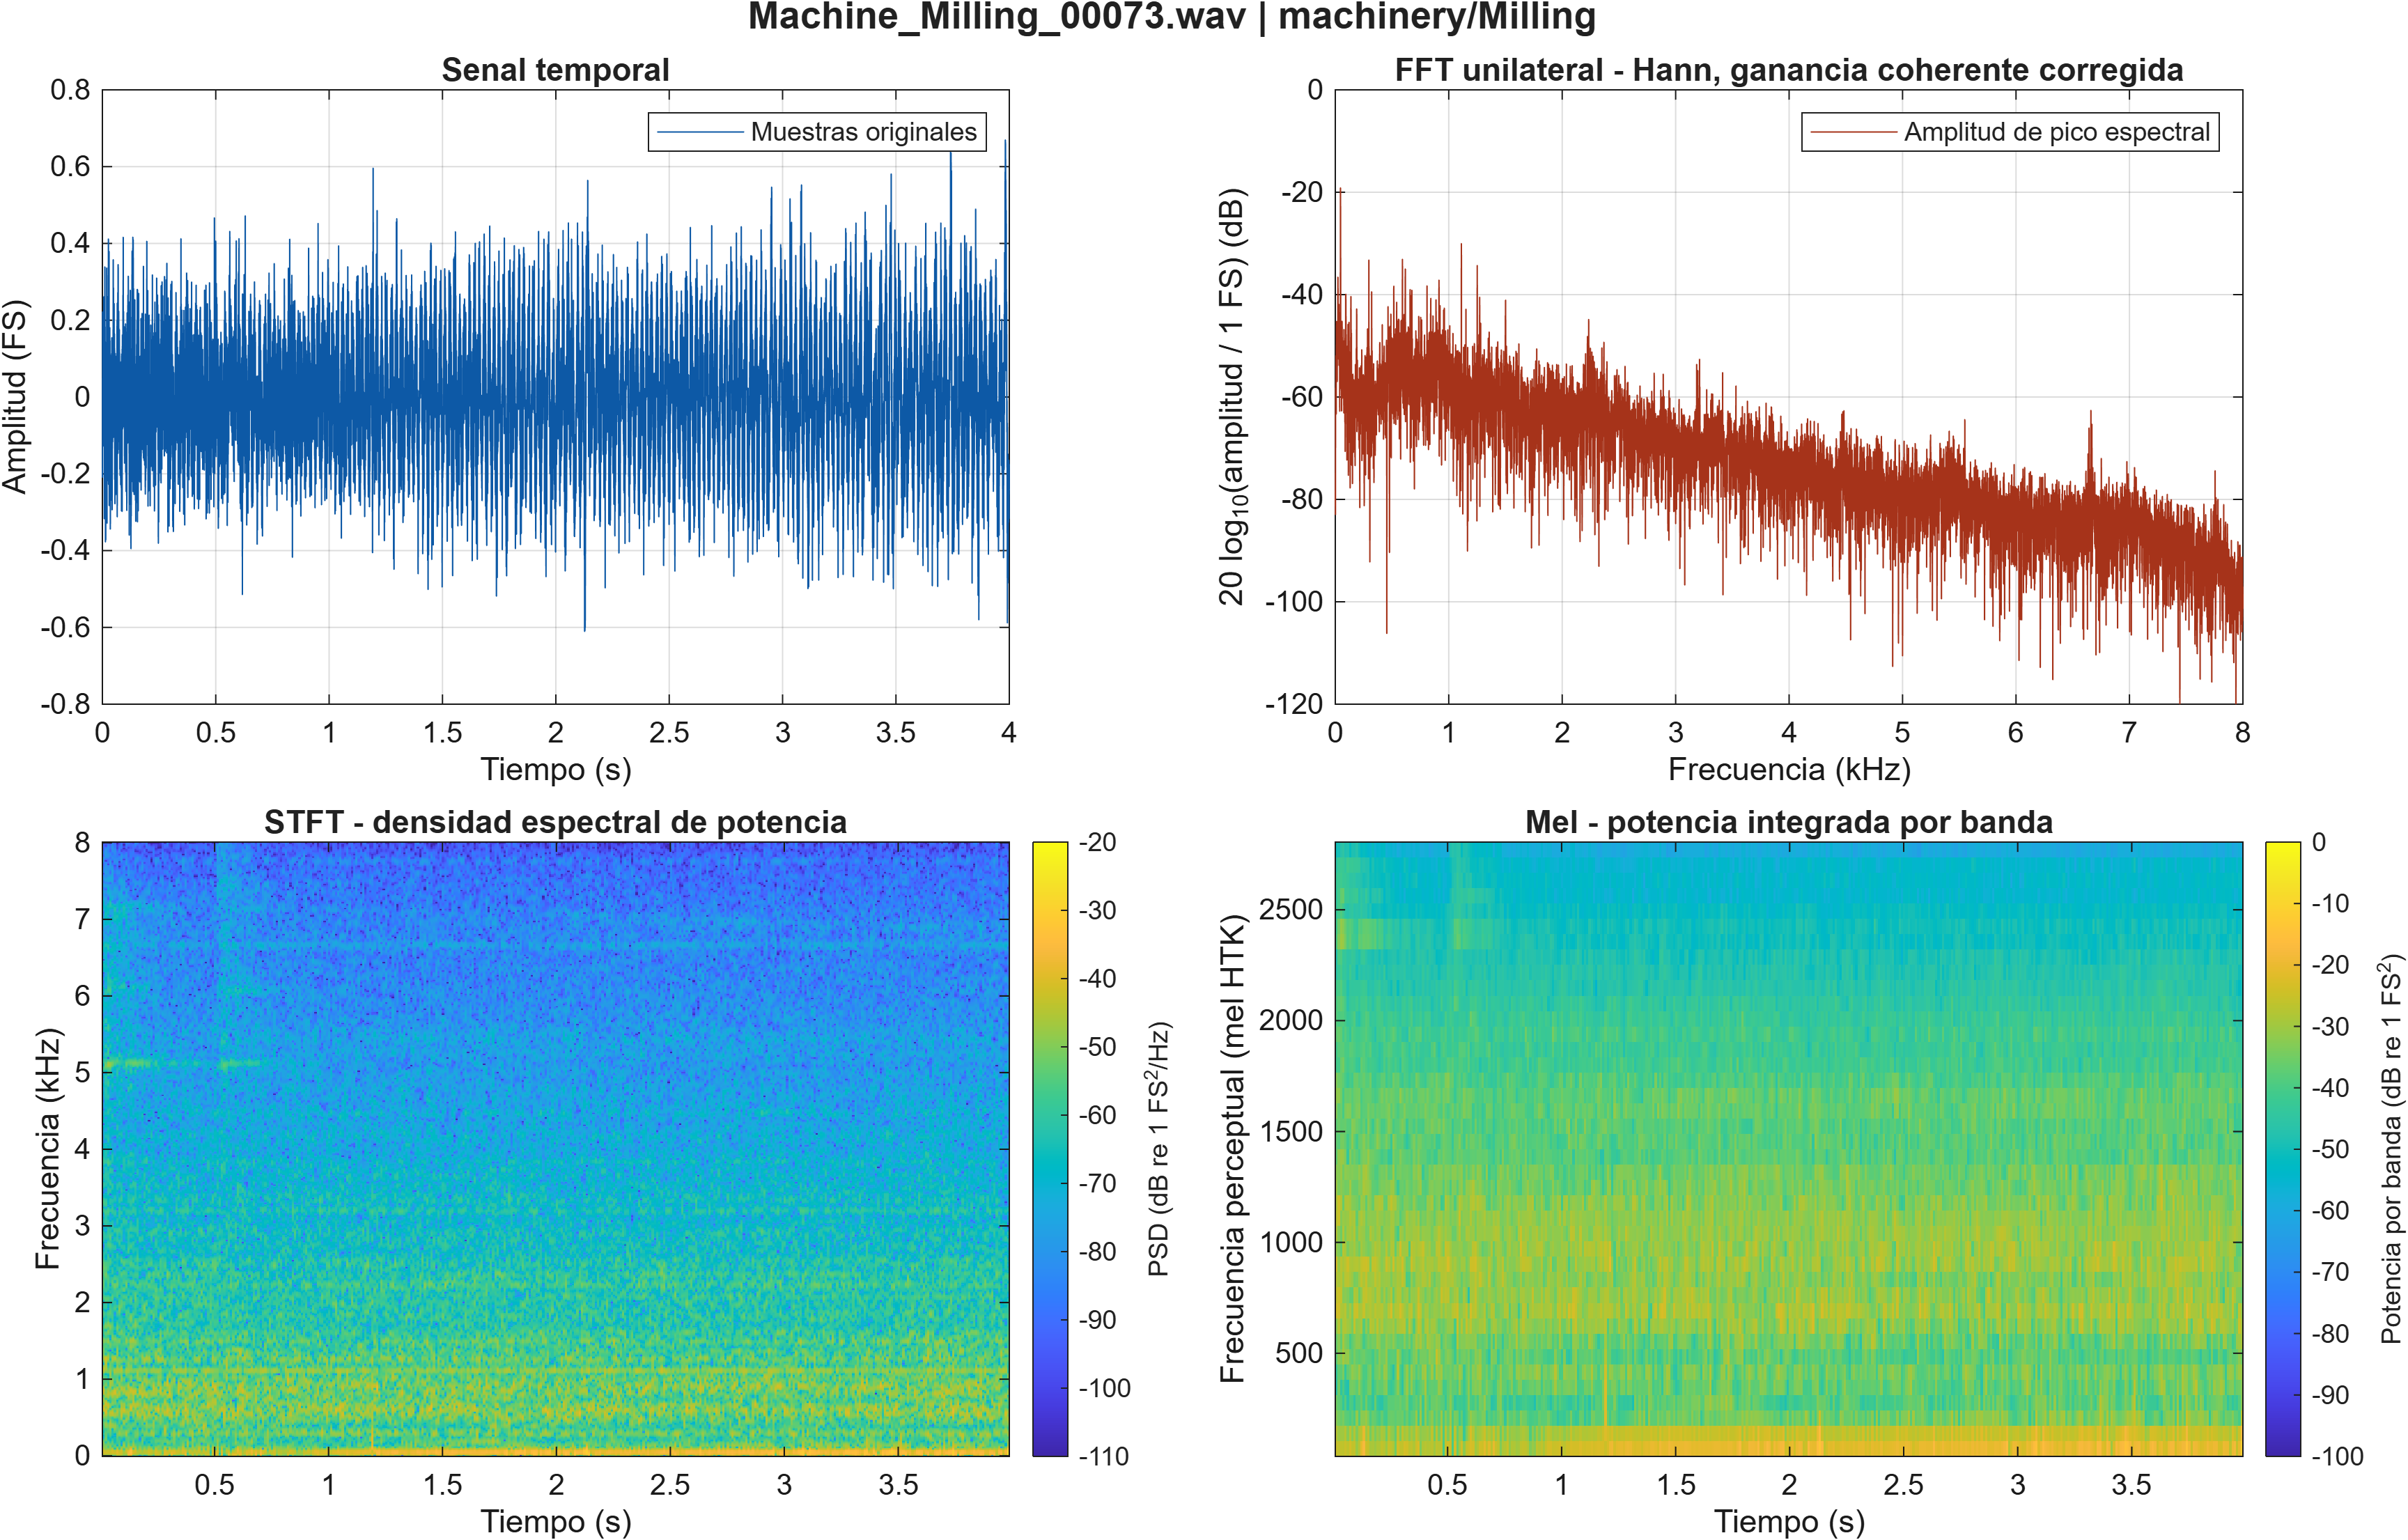 Machine_Milling_00073.wav | machinery/Milling
Senal temporal
0.8
0.6
0.4
0.2
0
-0.2
-0.4
-0.6
-0.8
Amplitud (FS)
Muestras originales
0 0.5 1 1.5 2 2.5 3 3.5 4
Tiempo (s)
FFT unilateral - Hann, ganancia coherente corregida
0
-20
-40
-60
-80
-100
-120
20 log10(amplitud / 1 FS) (dB)
Amplitud de pico espectral
0 1 2 3 4 5 6 7 8
Frecuencia (kHz)
STFT - densidad espectral de potencia
8
7
6
5
4
3
2
1
0
Frecuencia (kHz)
0.5 1 1.5 2 2.5 3 3.5
Tiempo (s)
-20
-30
-40
-50
-60
-70
-80
-90
-100
-110
PSD (dB re 1 FS²/Hz)
Mel - potencia integrada por banda
2500
2000
1500
1000
500
Frecuencia perceptual (mel HTK)
0.5 1 1.5 2 2.5 3 3.5
Tiempo (s)
0
-10
-20
-30
-40
-50
-60
-70
-80
-90
-100
Potencia por banda (dB re 1 FS²)